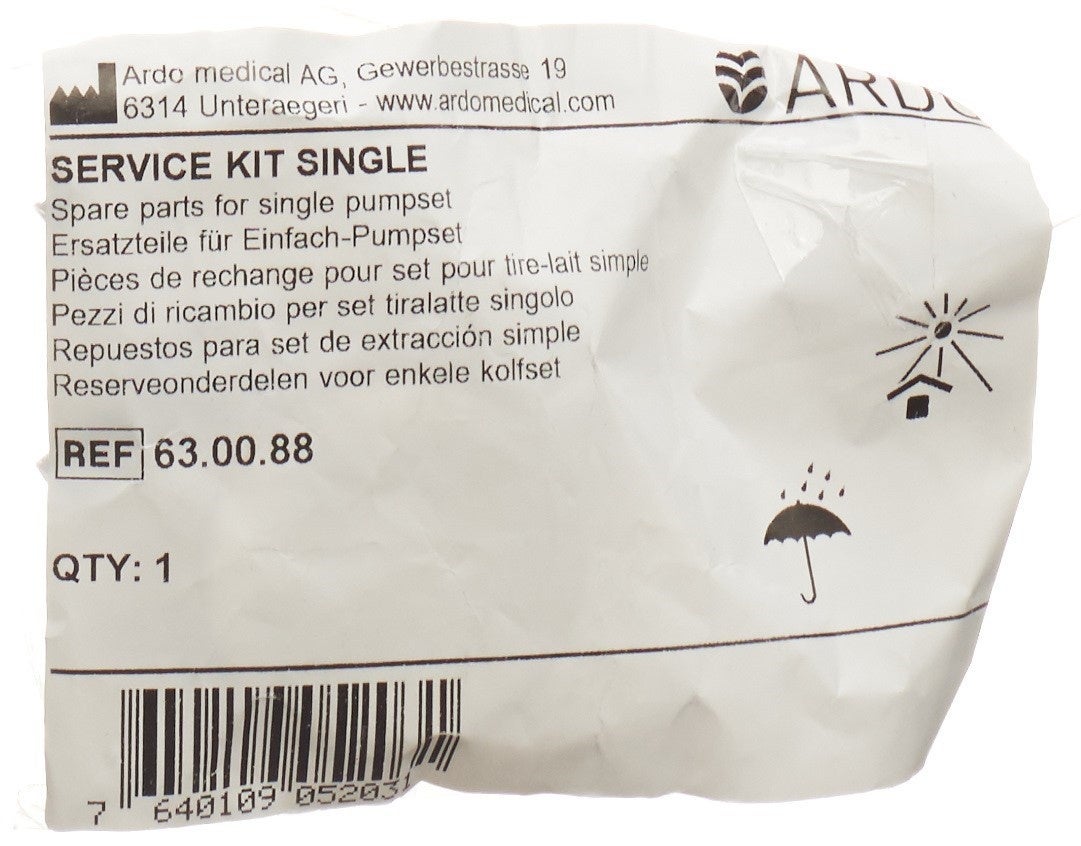 Ardo medical AG, Gewerbestrasse 19
6314 Unteraegeri - www.ardomedical.com
ARDO
SERVICE KIT SINGLE
Spare parts for single pumpset
Ersatzteile für Einfach-Pumpset
Pièces de rechange pour set pour tire-lait simple
Pezzi di ricambio per set tiralatte singolo
Repuestos para set de extracción simple
Reserveonderdelen voor enkele kolfset
REF 63.00.88
QTY: 1
7 640109 052031